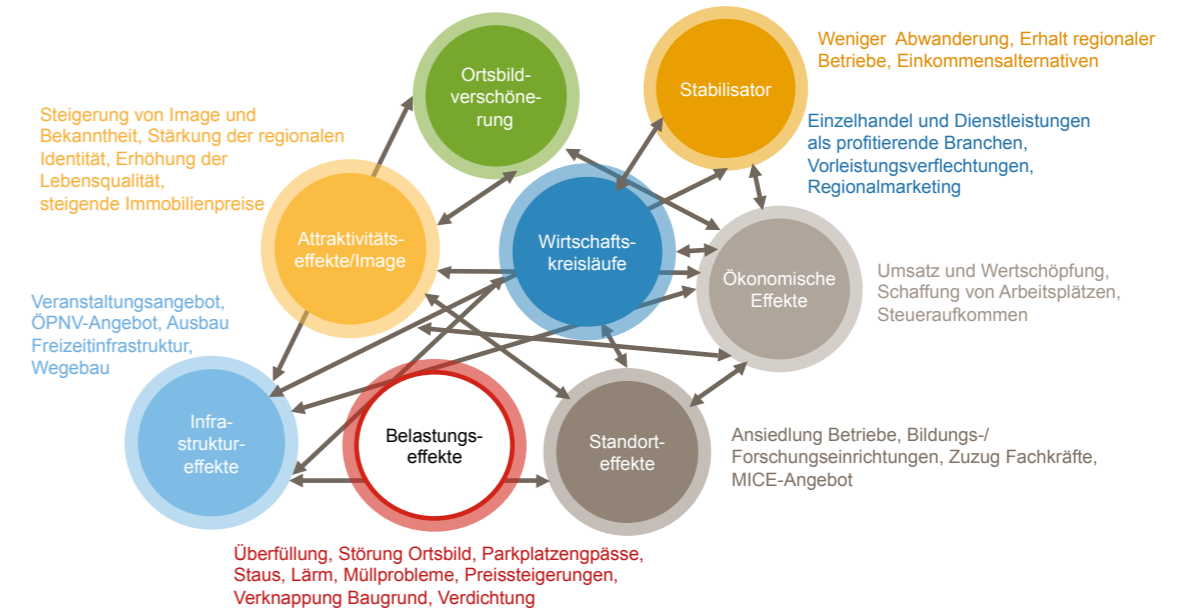 Ortsbild-
verschöne-
rung
Stabilisator
Weniger Abwanderung, Erhalt regionaler
Betriebe, Einkommensalternativen
Steigerung von Image und
Bekanntheit, Stärkung der regionalen
Identität, Erhöhung der
Lebensqualität,
steigende Immobilienpreise
Einzelhandel und Dienstleistungen
als profitierende Branchen,
Vorleistungsverflechtungen,
Regionalmarketing
Attraktivitäts-
effekte/Image
Wirtschafts-
kreisläufe
Ökonomische
Effekte
Umsatz und Wertschöpfung,
Schaffung von Arbeitsplätzen,
Steueraufkommen
Veranstaltungsangebot,
ÖPNV-Angebot, Ausbau
Freizeitinfrastruktur,
Wegebau
Infra-
struktur-
effekte
Belastungs-
effekte
Standort-
effekte
Ansiedlung Betriebe, Bildungs-/
Forschungseinrichtungen, Zuzug Fachkräfte,
MICE-Angebot
Überfüllung, Störung Ortsbild, Parkplatzengpässe,
Staus, Lärm, Müllprobleme, Preissteigerungen,
Verknappung Baugrund, Verdichtung